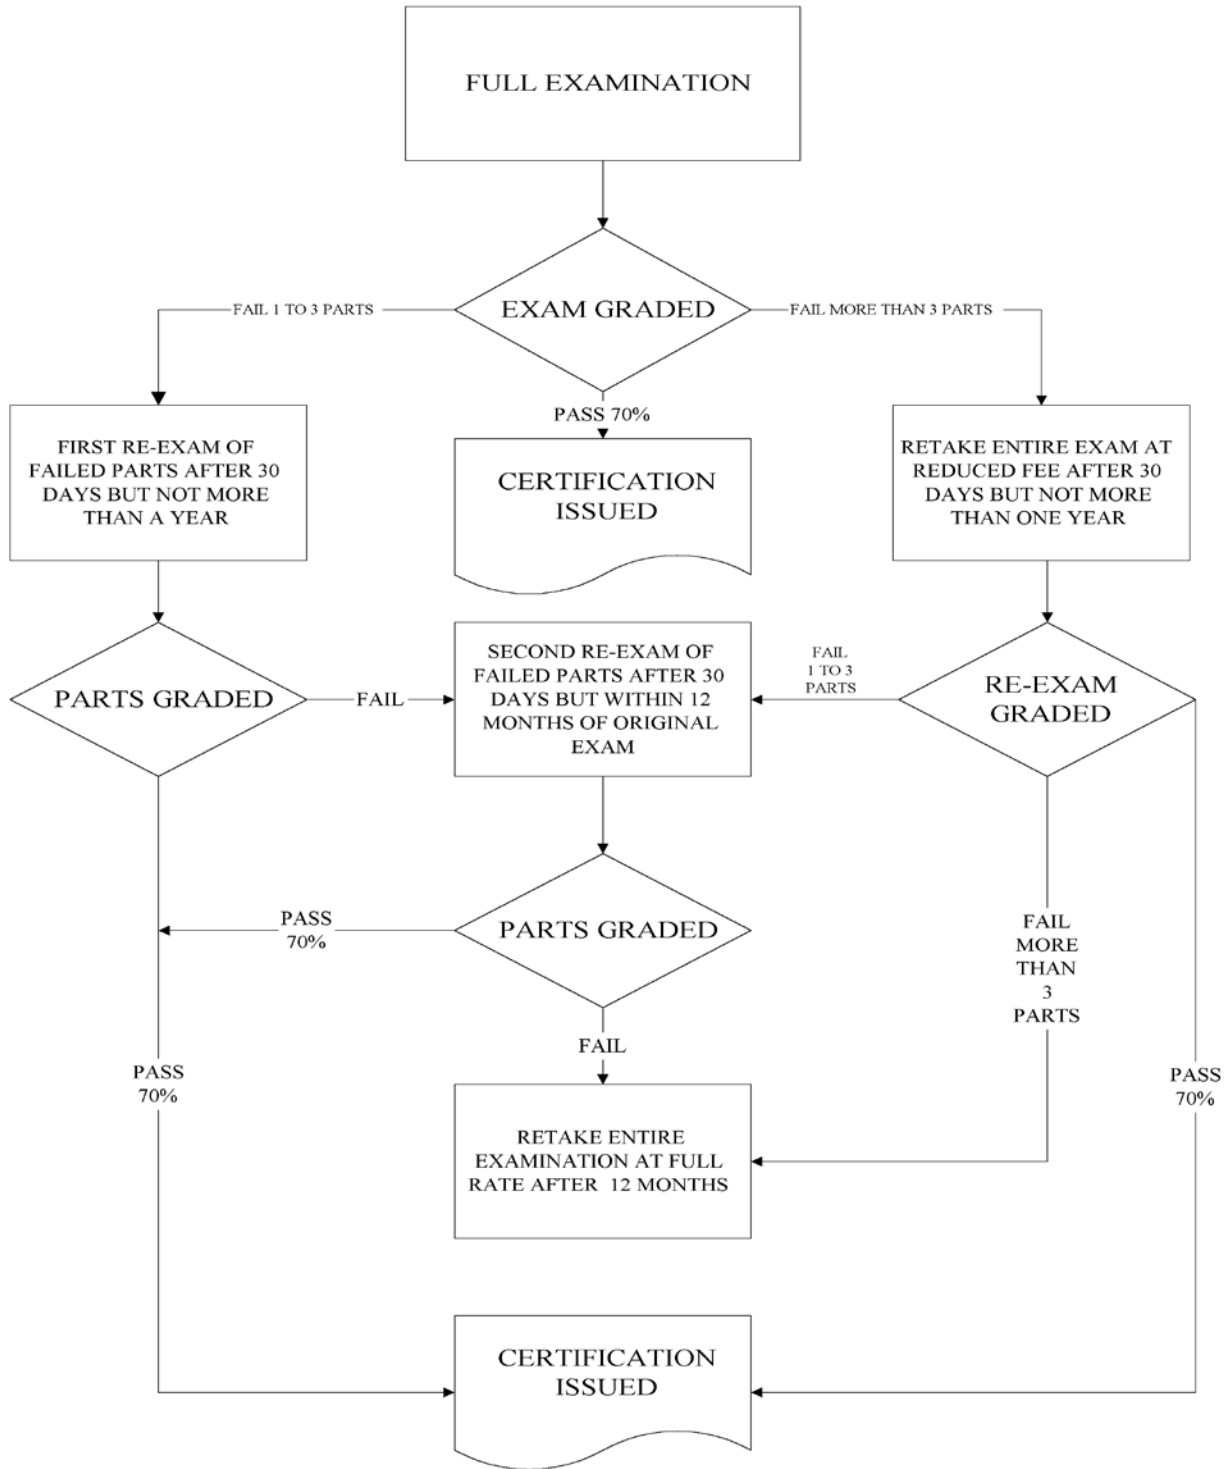 FULL EXAMINATION
EXAM GRADED
FAIL 1 TO 3 PARTS
FAIL MORE THAN 3 PARTS
PASS 70%
FIRST RE-EXAM OF
FAILED PARTS AFTER 30
DAYS BUT NOT MORE
THAN A YEAR
CERTIFICATION
ISSUED
RETAKE ENTIRE EXAM AT
REDUCED FEE AFTER 30
DAYS BUT NOT MORE
THAN ONE YEAR
PARTS GRADED
FAIL
SECOND RE-EXAM OF
FAILED PARTS AFTER 30
DAYS BUT WITHIN 12
MONTHS OF ORIGINAL
EXAM
FAIL
1 TO 3
PARTS
RE-EXAM
GRADED
PASS
70%
PARTS GRADED
FAIL
MORE
THAN
3
PARTS
FAIL
PASS
70%
PASS
70%
RETAKE ENTIRE
EXAMINATION AT FULL
RATE AFTER 12 MONTHS
CERTIFICATION
ISSUED